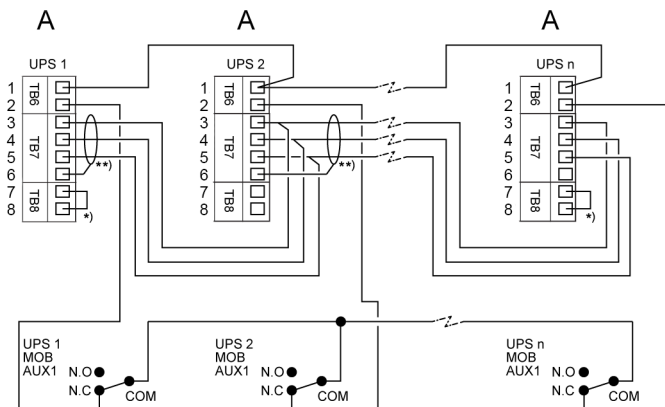 A A A
UPS 1 UPS 2 UPS n
1 TB6 1 TB6 1 TB6
2 2 2
3 3 3
4 TB7 4 TB7 4 TB7
5 5 5
6 **) 6 **) 6
7 TB8 7 TB8 7 TB8
8 *) 8 8 *)
UPS 1 UPS 2 UPS n
MOB MOB MOB
AUX1 N.O AUX1 N.O AUX1 N.O
N.C COM N.C COM N.C COM